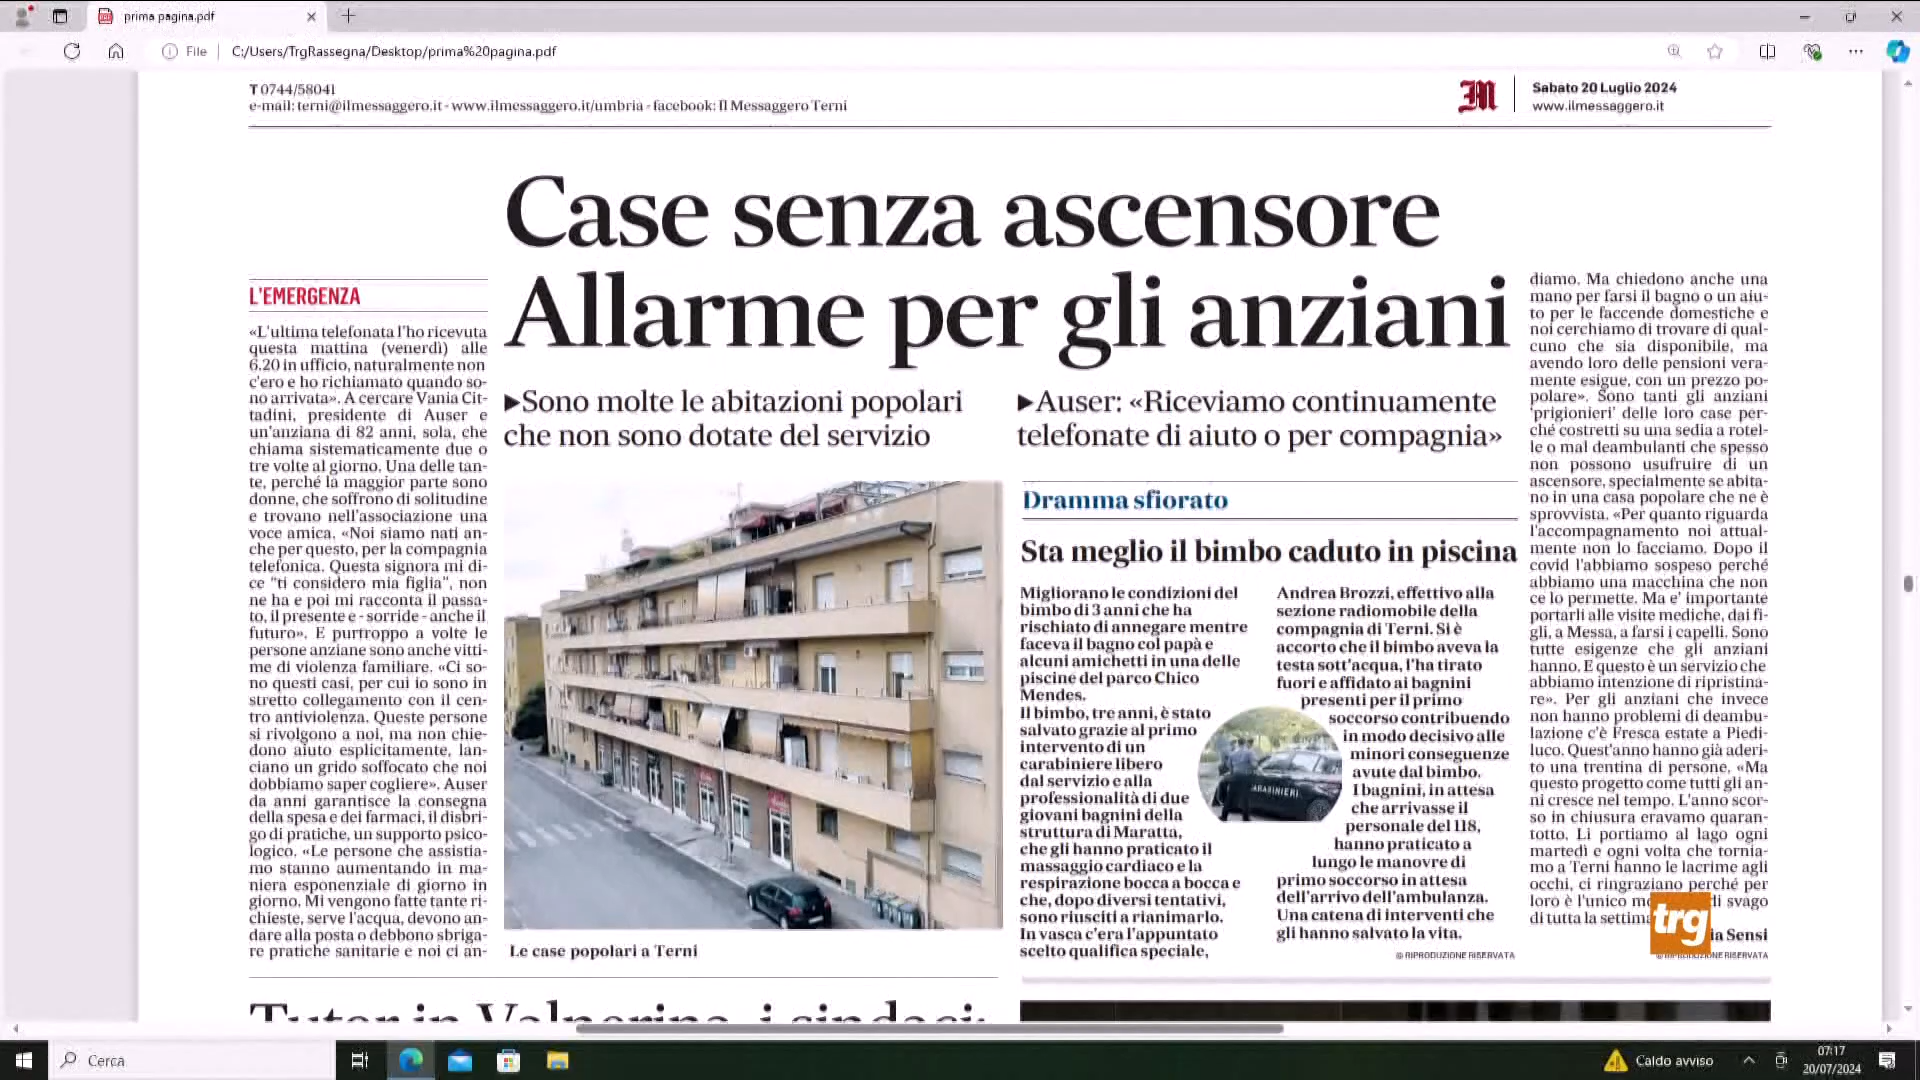 prima pagina.pdf
File
C:/Users/TrgRassegna/Desktop/prima%20pagina.pdf
T 0744/58041
e-mail: terni@ilmessaggero.it - www.ilmessaggero.it/umbria - facebook: Il Messaggero Terni
M
Sabato 20 Luglio 2024
www.ilmessaggero.it
Case senza ascensore
Allarme per gli anziani
▶Sono molte le abitazioni popolari
che non sono dotate del servizio
▶Auser: «Riceviamo continuamente
telefonate di aiuto o per compagnia»
L'EMERGENZA
«L'ultima telefonata l'ho ricevuta
questa mattina (venerdì) alle
6.20 in ufficio, naturalmente non
c'ero e ho richiamato quando so-
no arrivata». A cercare Vania Cit-
tadini, presidente di Auser e
un'anziana di 82 anni, sola, che
chiama sistematicamente due o
tre volte al giorno. Una delle tan-
te, perché la maggior parte sono
donne, che soffrono di solitudine
e trovano nell'associazione una
voce amica. «Noi siamo nati an-
che per questo, per la compagnia
telefonica. Questa signora mi di-
ce "ti considero mia figlia", non
ne ha e poi mi racconta il passa-
to, il presente e - sorride - anche il
futuro». E purtroppo a volte le
persone anziane sono anche vitti-
me di violenza familiare. «Ci so-
no questi casi, per cui io sono in
stretto collegamento con il cen-
tro antiviolenza. Queste persone
si rivolgono a noi, ma non chie-
dono aiuto esplicitamente, lan-
ciano un grido soffocato che noi
dobbiamo saper cogliere». Auser
da anni garantisce la consegna
della spesa e dei farmaci, il disbri-
go di pratiche, un supporto psico-
logico. «Le persone che assistia-
mo stanno aumentando in ma-
niera esponenziale di giorno in
giorno. Mi vengono fatte tante ri-
chieste, serve l'acqua, devono an-
dare alla posta o debbono sbriga-
re pratiche sanitarie e noi ci an-
Le case popolari a Terni
Dramma sfiorato
Sta meglio il bimbo caduto in piscina
Migliorano le condizioni del
bimbo di 3 anni che ha
rischiato di annegare mentre
faceva il bagno col papà e
alcuni amichetti in una delle
piscine del parco Chico
Mendes.
Il bimbo, tre anni, è stato
salvato grazie al primo
intervento di un
carabiniere libero
dal servizio e alla
professionalità di due
giovani bagnini della
struttura di Maratta,
che gli hanno praticato il
massaggio cardiaco e la
respirazione bocca a bocca e
che, dopo diversi tentativi,
sono riusciti a rianimarlo.
In vasca c'era l'appuntato
scelto qualifica speciale,
Andrea Brozzi, effettivo alla
sezione radiomobile della
compagnia di Terni. Si è
accorto che il bimbo aveva la
testa sott'acqua, l'ha tirato
fuori e affidato ai bagnini
presenti per il primo
soccorso contribuendo
in modo decisivo alle
minori conseguenze
avute dal bimbo.
I bagnini, in attesa
che arrivasse il
personale del 118,
hanno praticato a
lungo le manovre di
primo soccorso in attesa
dell'arrivo dell'ambulanza.
Una catena di interventi che
gli hanno salvato la vita.
© RIPRODUZIONE RISERVATA
CARABINIERI
diamo. Ma chiedono anche una
mano per farsi il bagno o un aiu-
to per le faccende domestiche e
noi cerchiamo di trovare di qual-
cuno che sia disponibile, ma
avendo loro delle pensioni vera-
mente esigue, con un prezzo po-
polare». Sono tanti gli anziani
'prigionieri' delle loro case per-
ché costretti su una sedia a rotel-
le o mal deambulanti che spesso
non possono usufruire di un
ascensore, specialmente se abita-
no in una casa popolare che ne è
sprovvista. «Per quanto riguarda
l'accompagnamento noi attual-
mente non lo facciamo. Dopo il
covid l'abbiamo sospeso perché
abbiamo una macchina che non
ce lo permette. Ma e' importante
portarli alle visite mediche, dai fi-
gli, a Messa, a farsi i capelli. Sono
tutte esigenze che gli anziani
hanno. E questo è un servizio che
abbiamo intenzione di ripristina-
re». Per gli anziani che invece
non hanno problemi di deambu-
lazione c'è Fresca estate a Piedi-
luco. Quest'anno hanno già aderi-
to una trentina di persone, «Ma
questo progetto come tutti gli an-
ni cresce nel tempo. L'anno scor-
so in chiusura eravamo quaran-
totto. Li portiamo al lago ogni
martedì e ogni volta che tornia-
mo a Terni hanno le lacrime agli
occhi, ci ringraziano perché per
loro è l'unico di svago
di tutta la
Sensi
© RIPRODUZIONE RISERVATA
trg
Tutor in Valnerina, i sindaci:
Cerca
Caldo avviso
07:17
20/07/2024